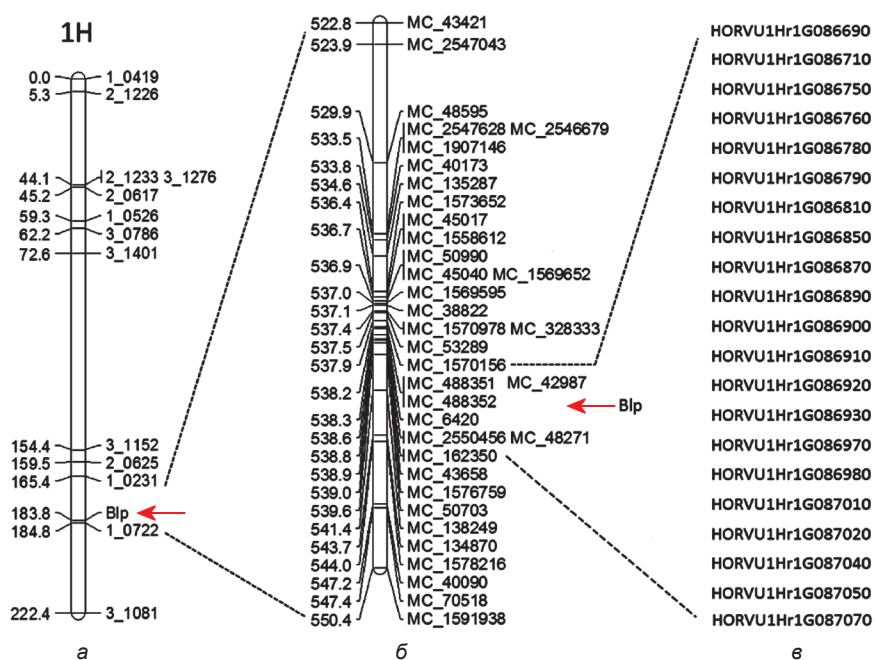 1H
0.0 1_0419
5.3 2_1226
44.1 2_1233 3_1276
45.2 2_0617
59.3 1_0526
62.2 3_0786
72.6 3_1401
154.4 3_1152
159.5 2_0625
165.4 1_0231
183.8 Blp
184.8 1_0722
222.4 3_1081
а
522.8 MC_43421
523.9 MC_2547043
529.9 MC_48595
MC_2547628 MC_2546679
533.5 MC_1907146
533.8 MC_40173
534.6 MC_135287
536.4 MC_1573652
MC_45017
536.7 MC_1558612
MC_50990
536.9 MC_45040 MC_1569652
537.0 MC_1569595
537.1 MC_38822
537.4 MC_1570978 MC_328333
537.5 MC_53289
537.9 MC_1570156
MC_488351 MC_42987
538.2 MC_488352
Blp
538.3 MC_6420
538.6 MC_2550456 MC_48271
538.8 MC_162350
538.9 MC_43658
539.0 MC_1576759
539.6 MC_50703
541.4 MC_138249
543.7 MC_134870
544.0 MC_1578216
547.2 MC_40090
547.4 MC_70518
550.4 MC_1591938
б
HORVU1Hr1G086690
HORVU1Hr1G086710
HORVU1Hr1G086750
HORVU1Hr1G086760
HORVU1Hr1G086780
HORVU1Hr1G086790
HORVU1Hr1G086810
HORVU1Hr1G086850
HORVU1Hr1G086870
HORVU1Hr1G086890
HORVU1Hr1G086900
HORVU1Hr1G086910
HORVU1Hr1G086920
HORVU1Hr1G086930
HORVU1Hr1G086970
HORVU1Hr1G086980
HORVU1Hr1G087010
HORVU1Hr1G087020
HORVU1Hr1G087040
HORVU1Hr1G087050
HORVU1Hr1G087070
в